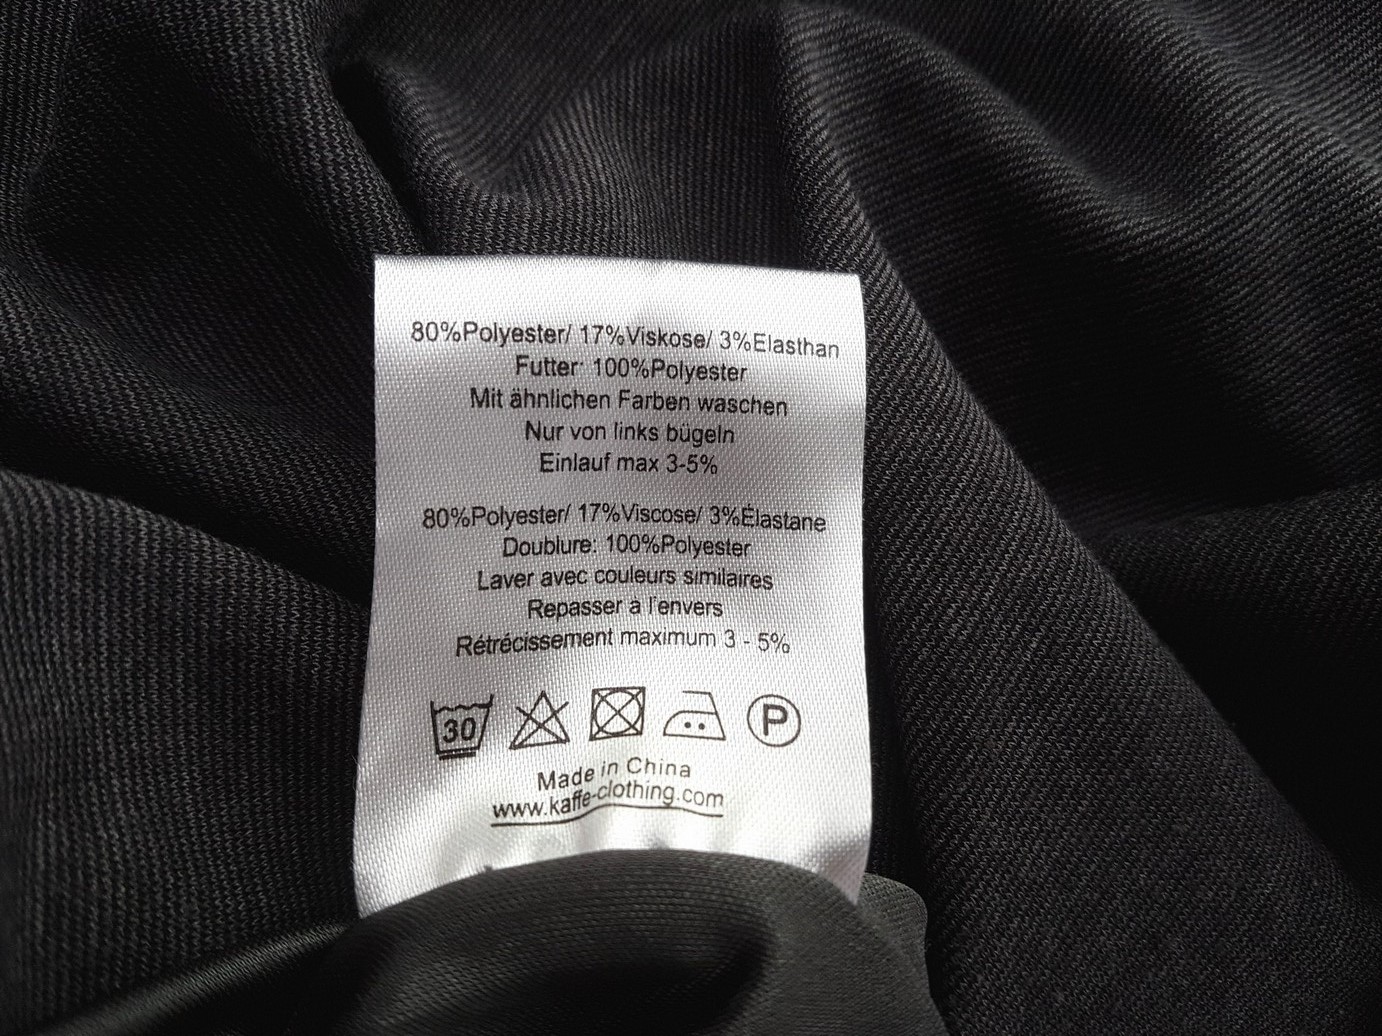 80%Polyester/ 17%Viskose/ 3%Elasthan
Futter: 100%Polyester
Mit ähnlichen Farben waschen
Nur von links bügeln
Einlauf max 3-5%
80%Polyester/ 17%Viscose/ 3%Élastane
Doublure: 100%Polyester
Laver avec couleurs similaires
Repasser à l'envers
Rétrécissement maximum 3 - 5%
30 P
Made in China
www.kaffe-clothing.com